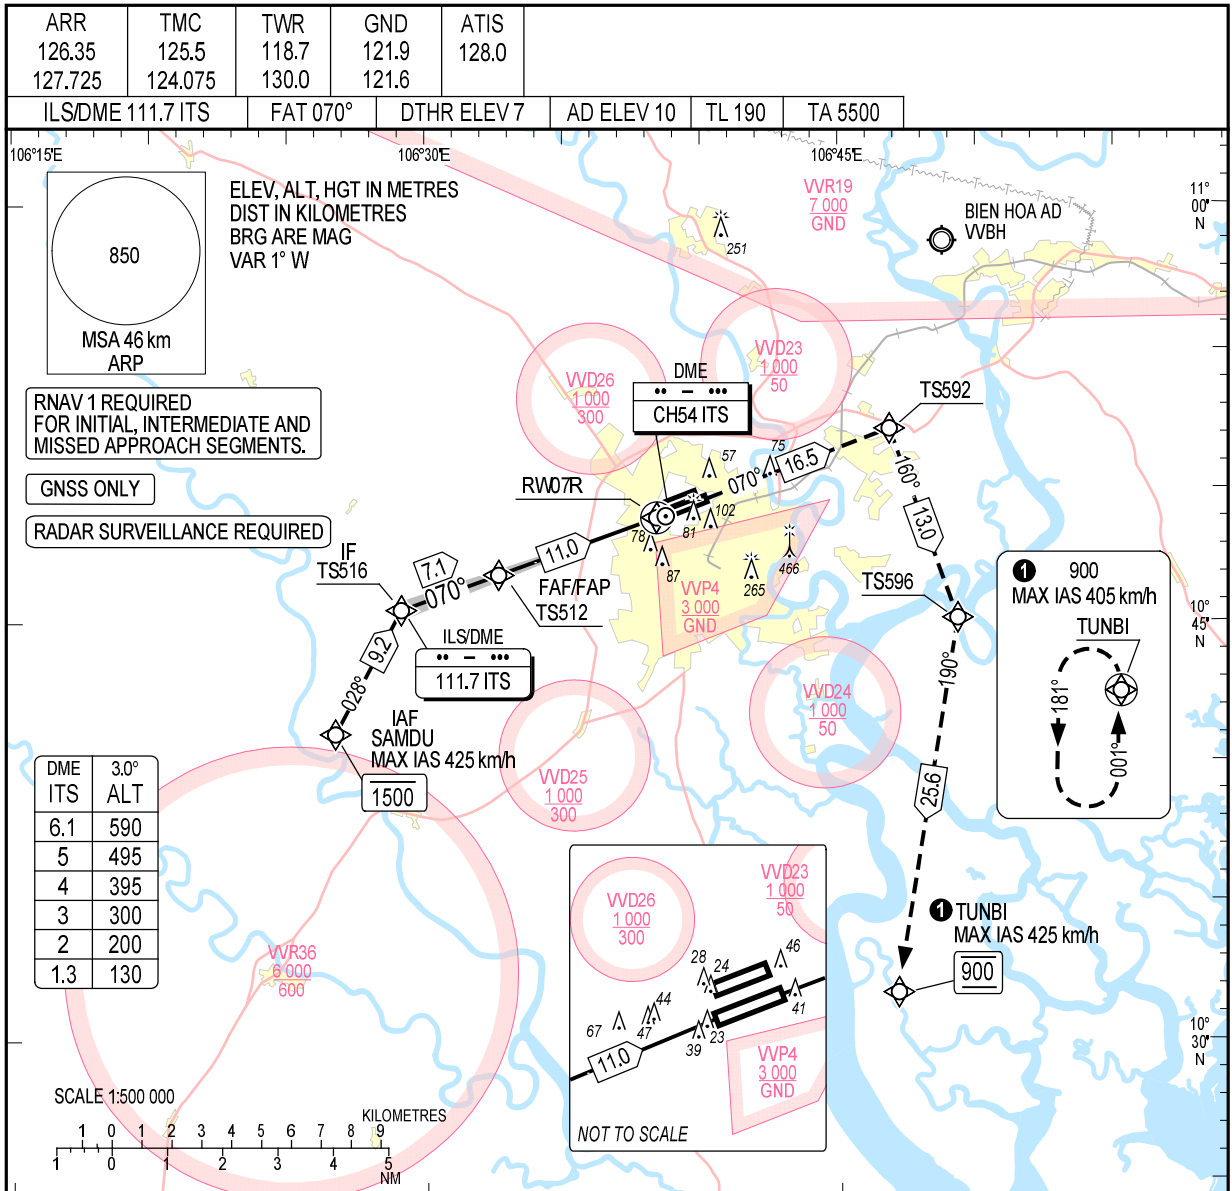 ARR TMC TWR GND ATIS
126.35 125.5 118.7 121.9 128.0
127.725 124.075 130.0 121.6
ILS/DME 111.7 ITS FAT 070° DTHR ELEV 7 AD ELEV 10 TL 190 TA 5500
106°15'E 106°30'E 106°45'E
ELEV, ALT, HGT IN METRES
DIST IN KILOMETRES
BRG ARE MAG
VAR 1° W
850
MSA 46 km
ARP
RNAV 1 REQUIRED
FOR INITIAL, INTERMEDIATE AND
MISSED APPROACH SEGMENTS.
GNSS ONLY
RADAR SURVEILLANCE REQUIRED
251
VVR19
7 000
GND
BIEN HOA AD
VVBH
11°
00'
N
VVD26
1 000
300
VVD23
1 000
50
DME
CH54 ITS
TS592
RW07R
57
75
070°
16.5
160°
13.0
78
87
81
102
265
466
VVP4
3 000
GND
IF
TS516
7.1
070°
11.0
FAF/FAP
TS512
ILS/DME
111.7 ITS
9.2
028°
IAF
SAMDU
MAX IAS 425 km/h
1500
TS596
190°
25.6
1 900
MAX IAS 405 km/h
TUNBI
181°
001°
10°
45'
N
VVD24
1 000
50
VVD25
1 000
300
DME 3.0°
ITS ALT
6.1 590
5 495
4 395
3 300
2 200
1.3 130
VVR36
6 000
600
1 TUNBI
MAX IAS 425 km/h
900
VVD26
1 000
300
VVD23
1 000
50
28 24 46
67 47 44
39 23 41
11.0
VVP4
3 000
GND
NOT TO SCALE
10°
30'
N
SCALE 1:500 000
KILOMETRES
1 0 1 2 3 4 5 6 7 8 9
1 0 1 2 3 4 5
NM